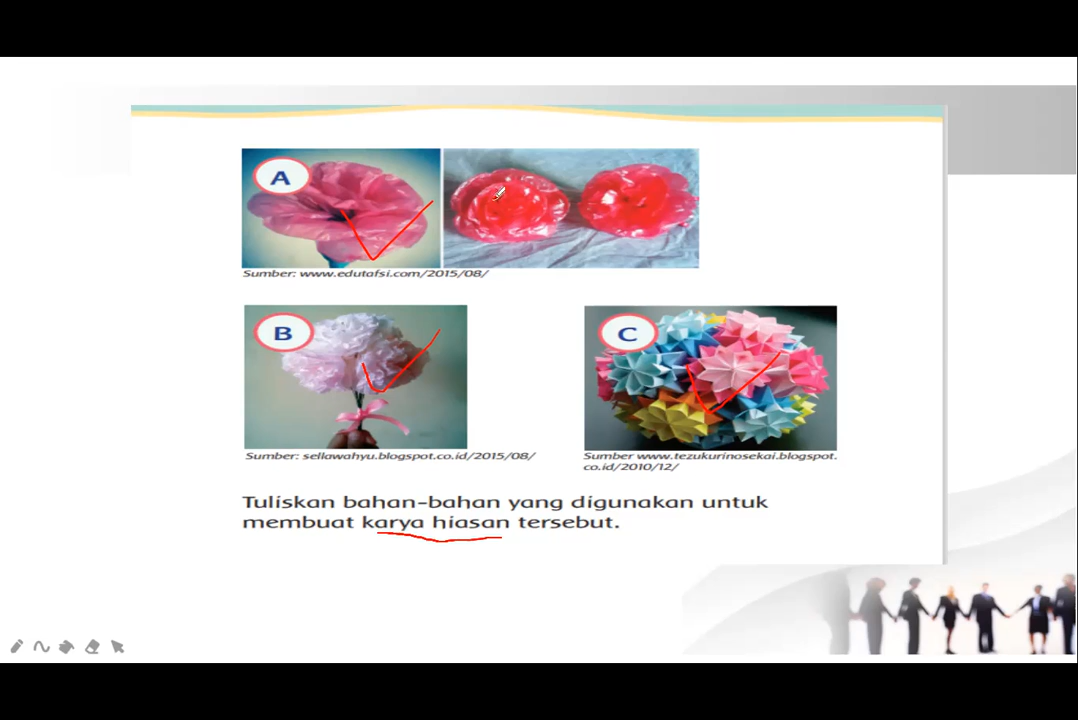 A
Sumber: www.edutafsi.com/2015/08/
B
C
Sumber: sellawahyu.blogspot.co.id/2015/08/
Sumber www.tezukurinosekai.blogspot.
co.id/2010/12/
Tuliskan bahan-bahan yang digunakan untuk
membuat karya hiasan tersebut.